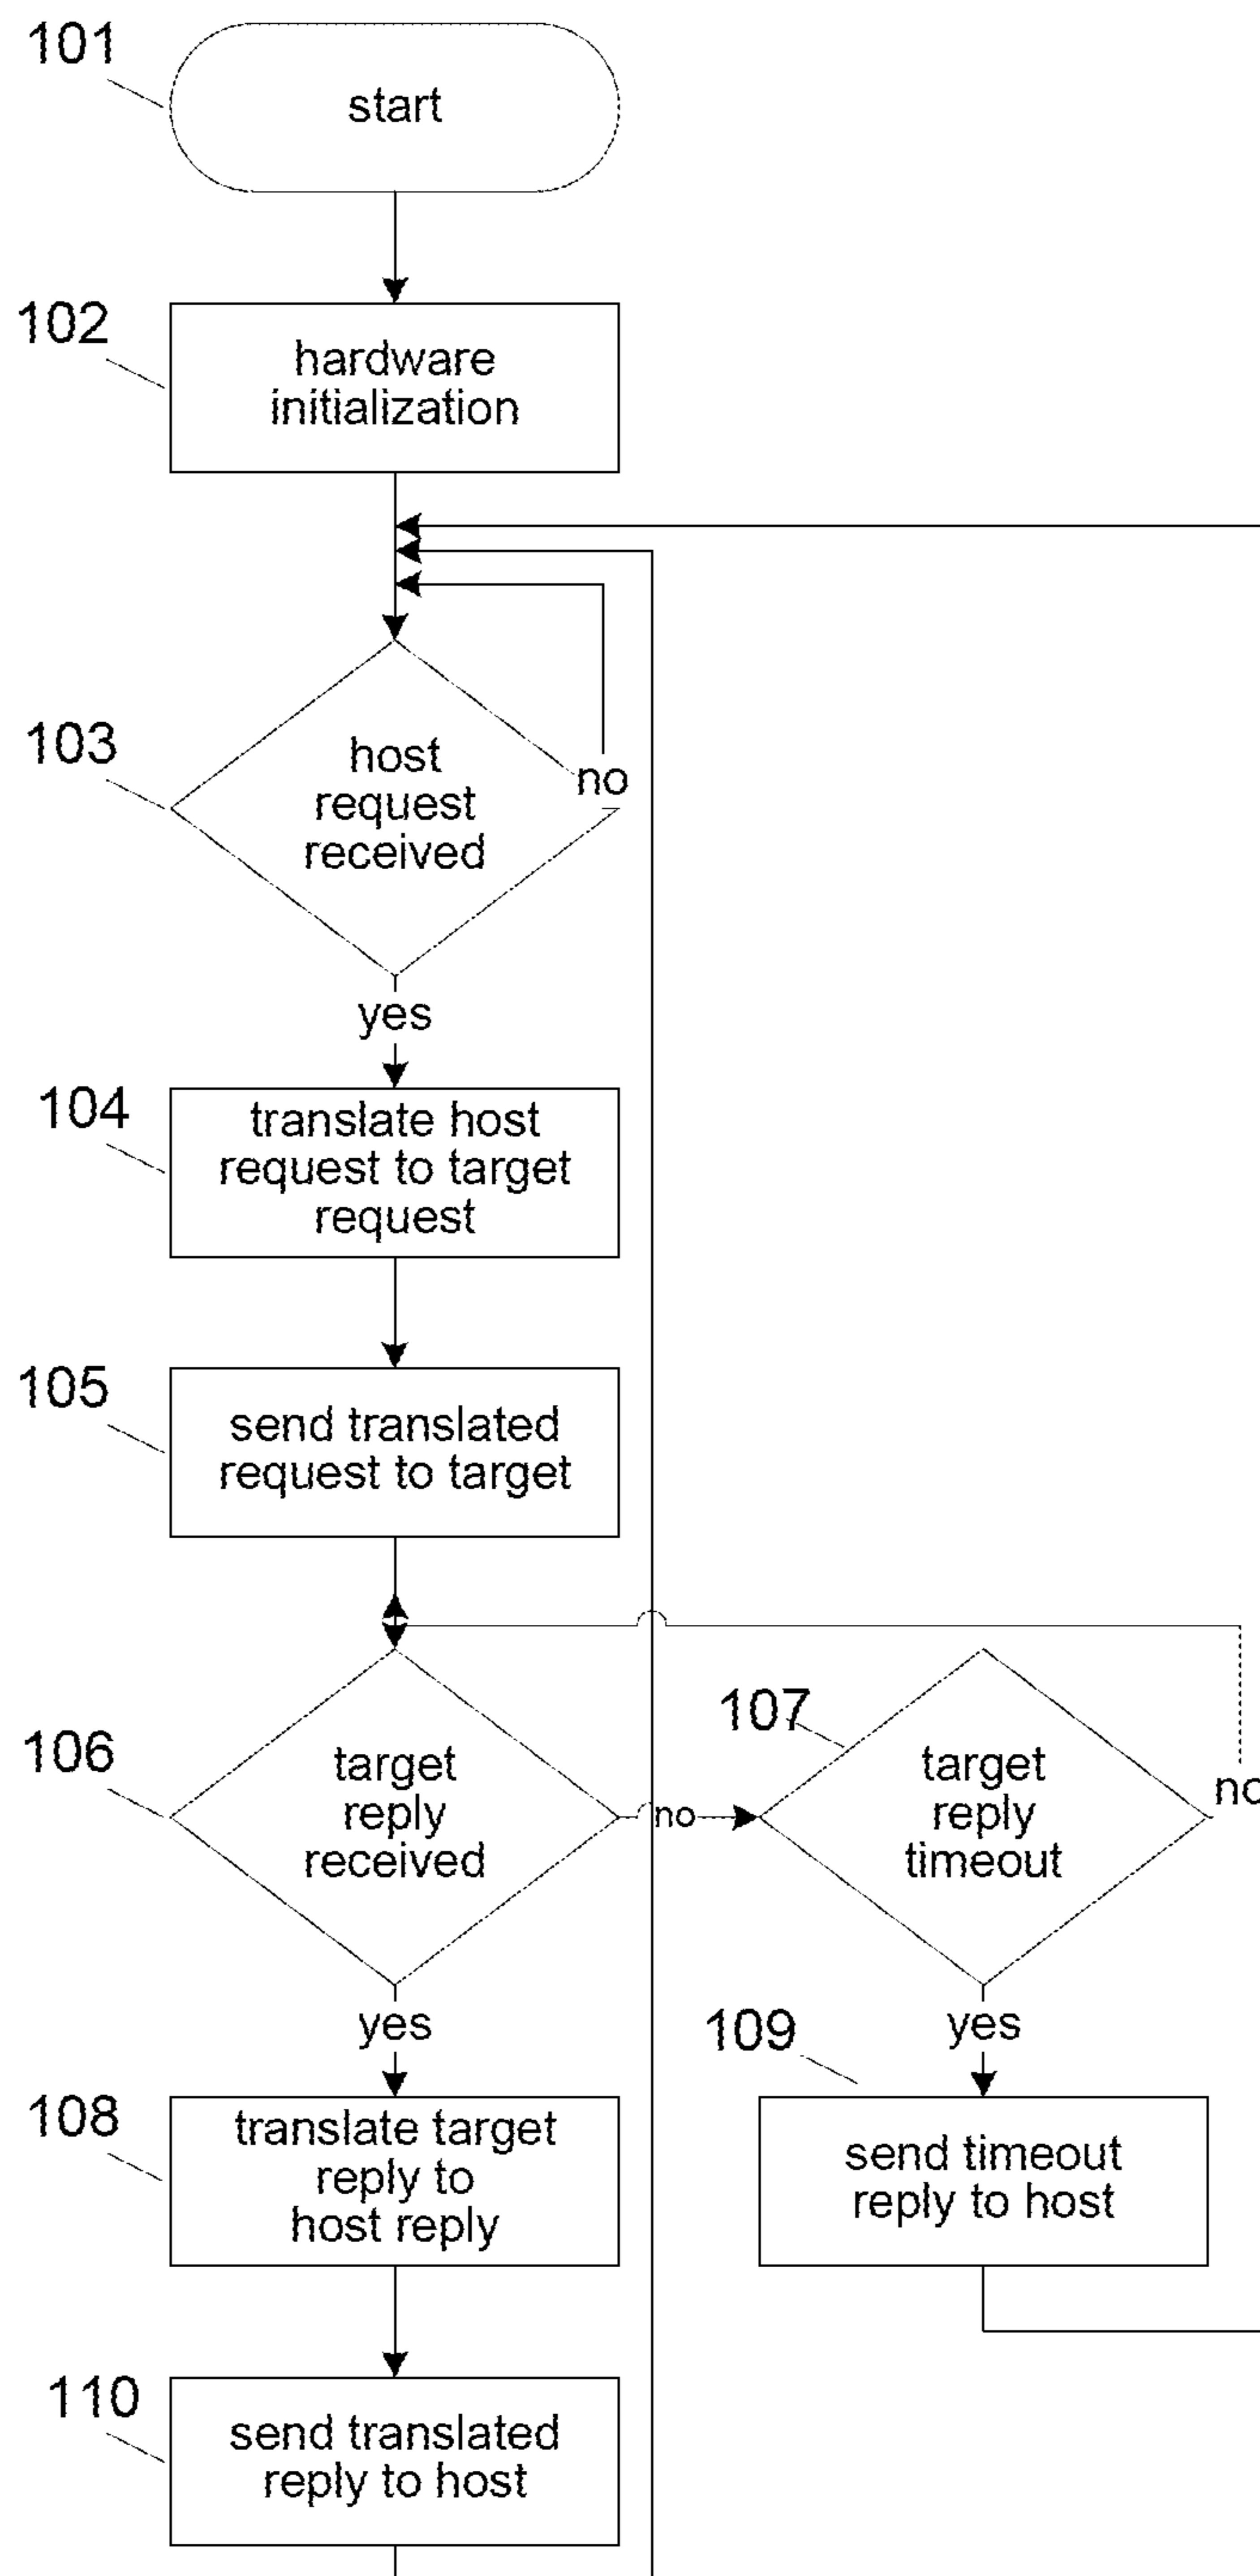 101
start
102
hardware
initialization
103
host
request
received
no
yes
104
translate host
request to target
request
105
send translated
request to target
106
target
reply
received
no
107
target
reply
timeout
no
yes
yes
108
translate target
reply to
host reply
109
send timeout
reply to host
110
send translated
reply to host